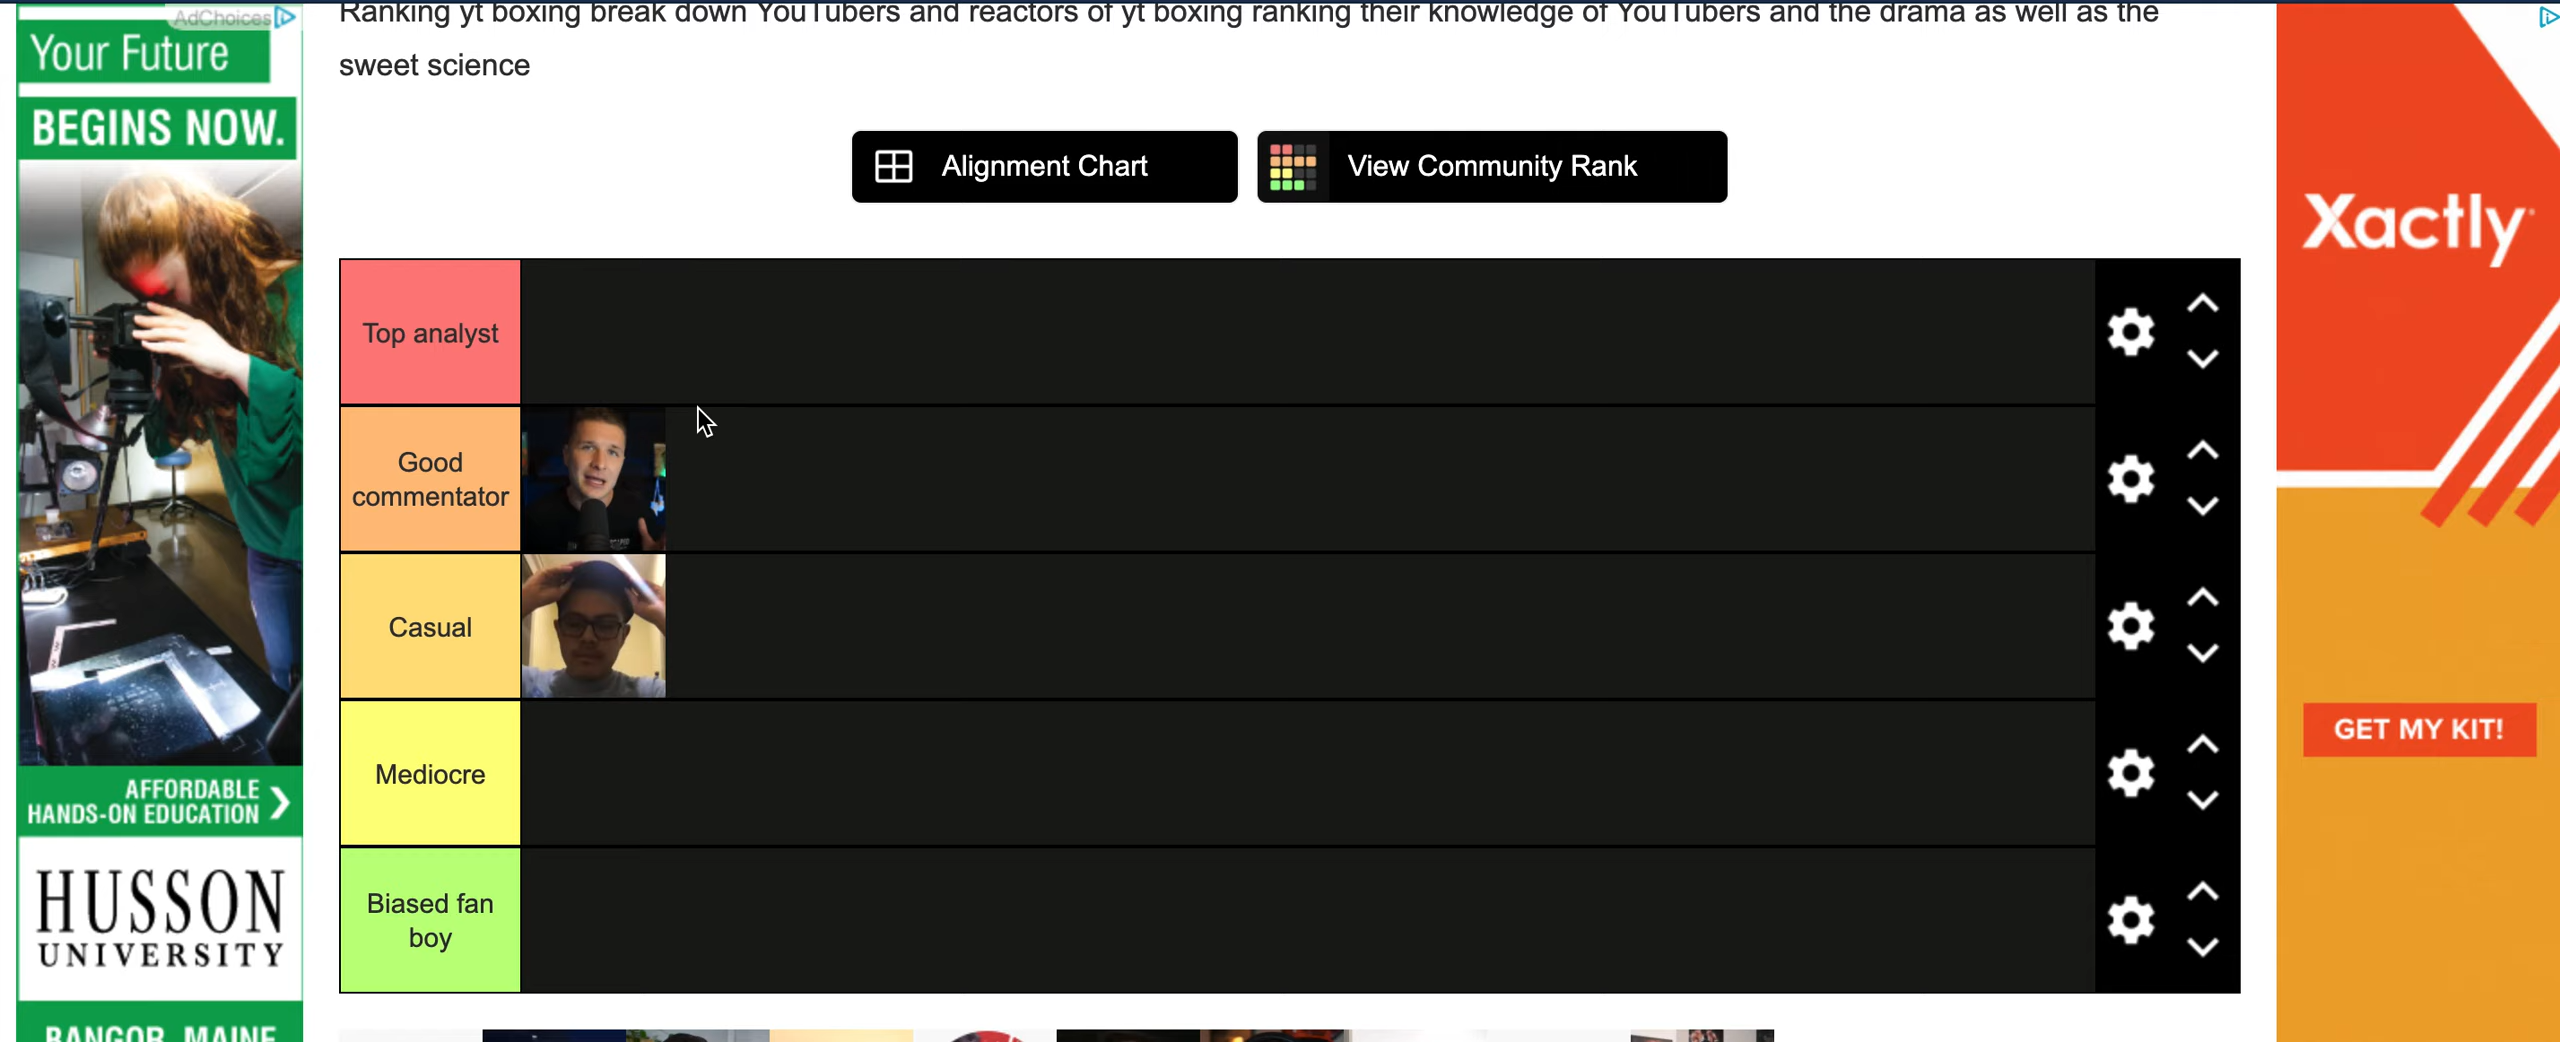 AdChoices
Your Future
BEGINS NOW.
AFFORDABLE
HANDS-ON EDUCATION
HUSSON
UNIVERSITY
BANGOR, MAINE
Ranking yt boxing break down YouTubers and reactors of yt boxing ranking their knowledge of YouTubers and the drama as well as the
sweet science
Alignment Chart
View Community Rank
Top analyst
Good
commentator
Casual
Mediocre
Biased fan
boy
Xactly
GET MY KIT!